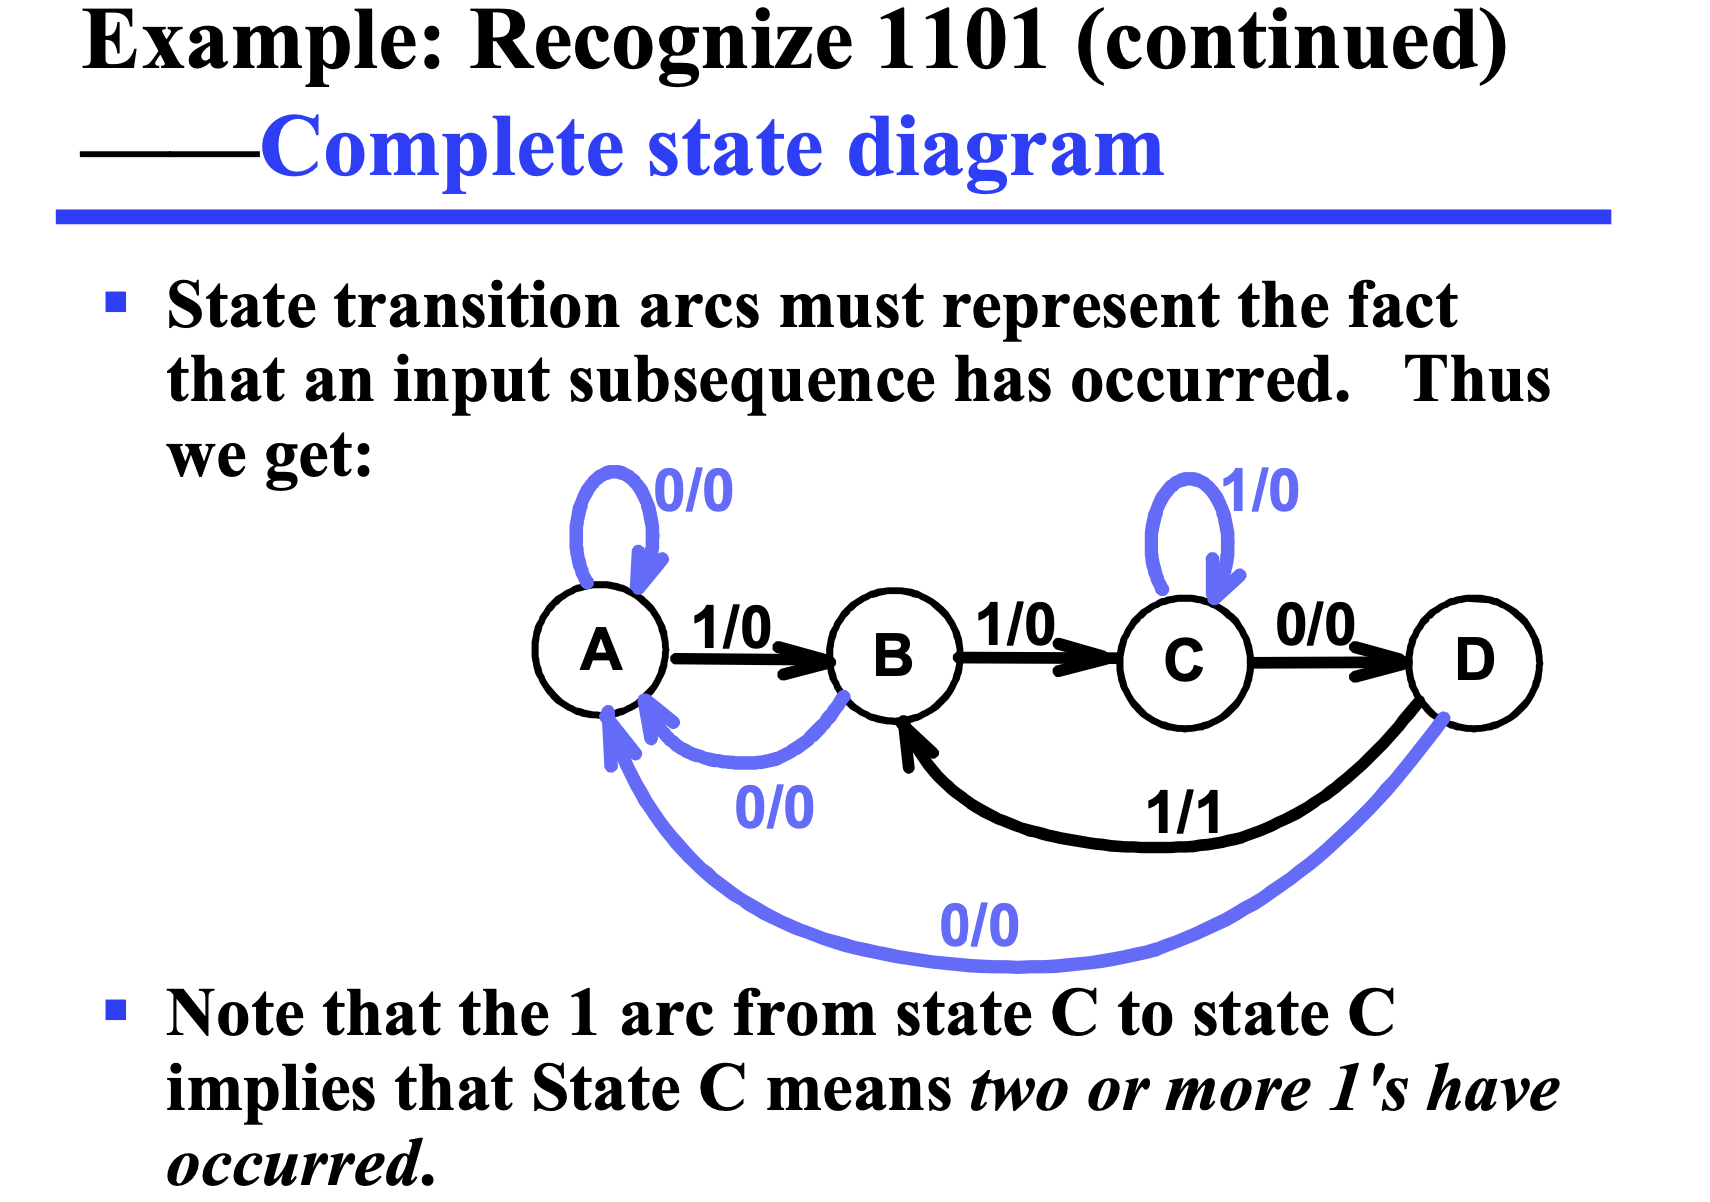 Example: Recognize 1101 (continued)
——Complete state diagram
▪ State transition arcs must represent the fact
that an input subsequence has occurred. Thus
we get:
0/0
1/0
A
1/0
B
1/0
C
0/0
D
0/0
1/1
0/0
▪ Note that the 1 arc from state C to state C
implies that State C means two or more 1's have
occurred.